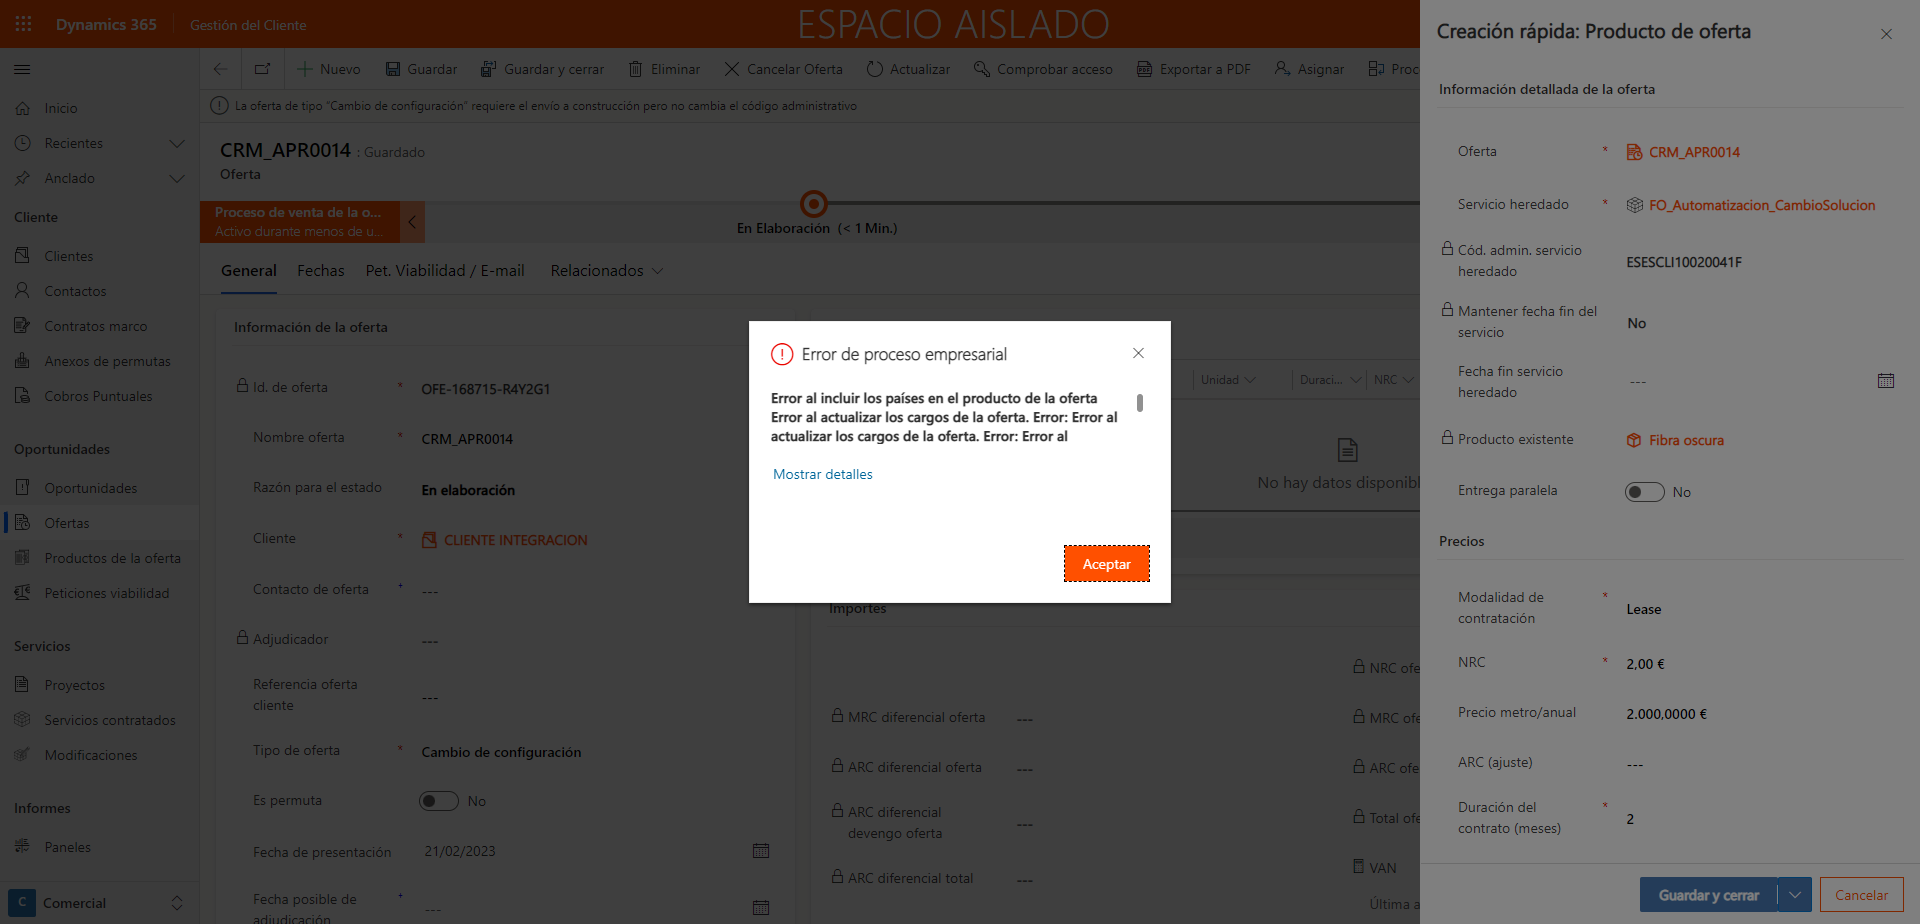 Dynamics 365
Gestión del Cliente
ESPACIO AISLADO
Nuevo
Guardar
Guardar y cerrar
Eliminar
Cancelar Oferta
Actualizar
Comprobar acceso
Exportar a PDF
Asignar
Proc
La oferta de tipo "Cambio de configuración" requiere el envío a construcción pero no cambia el código administrativo
Inicio
Recientes
Anclado
Cliente
Clientes
Contactos
Contratos marco
Anexos de permutas
Cobros Puntuales
Oportunidades
Oportunidades
Ofertas
Productos de la oferta
Peticiones viabilidad
Servicios
Proyectos
Servicios contratados
Modificaciones
Informes
Paneles
C Comercial
CRM_APR0014 : Guardado
Oferta
Proceso de venta de la o...
Activo durante menos de u...
En Elaboración (< 1 Min.)
General
Fechas
Pet. Viabilidad / E-mail
Relacionados
Información de la oferta
Id. de oferta * OFE-168715-R4Y2G1
Nombre oferta * CRM_APR0014
Razón para el estado En elaboración
Cliente * CLIENTE INTEGRACION
Contacto de oferta + ---
Adjudicador ---
Referencia oferta
cliente ---
Tipo de oferta * Cambio de configuración
Es permuta No
Fecha de presentación 21/02/2023
Fecha posible de
adjudicación + ---
Unidad
Duraci...
NRC
No hay datos disponibl
Importes
MRC diferencial oferta ---
ARC diferencial oferta ---
ARC diferencial
devengo oferta ---
ARC diferencial total ---
NRC ofe
MRC ofe
ARC ofe
Total ofe
VAN
Última a
Error de proceso empresarial
Error al incluir los países en el producto de la oferta
Error al actualizar los cargos de la oferta. Error: Error al
actualizar los cargos de la oferta. Error: Error al
Mostrar detalles
Aceptar
Creación rápida: Producto de oferta
Información detallada de la oferta
Oferta * CRM_APR0014
Servicio heredado * FO_Automatizacion_CambioSolucion
Cód. admin. servicio
heredado ESESCLI10020041F
Mantener fecha fin del
servicio No
Fecha fin servicio
heredado ---
Producto existente Fibra oscura
Entrega paralela No
Precios
Modalidad de
contratación * Lease
NRC * 2,00 €
Precio metro/anual 2.000,0000 €
ARC (ajuste) ---
Duración del
contrato (meses) * 2
Guardar y cerrar
Cancelar